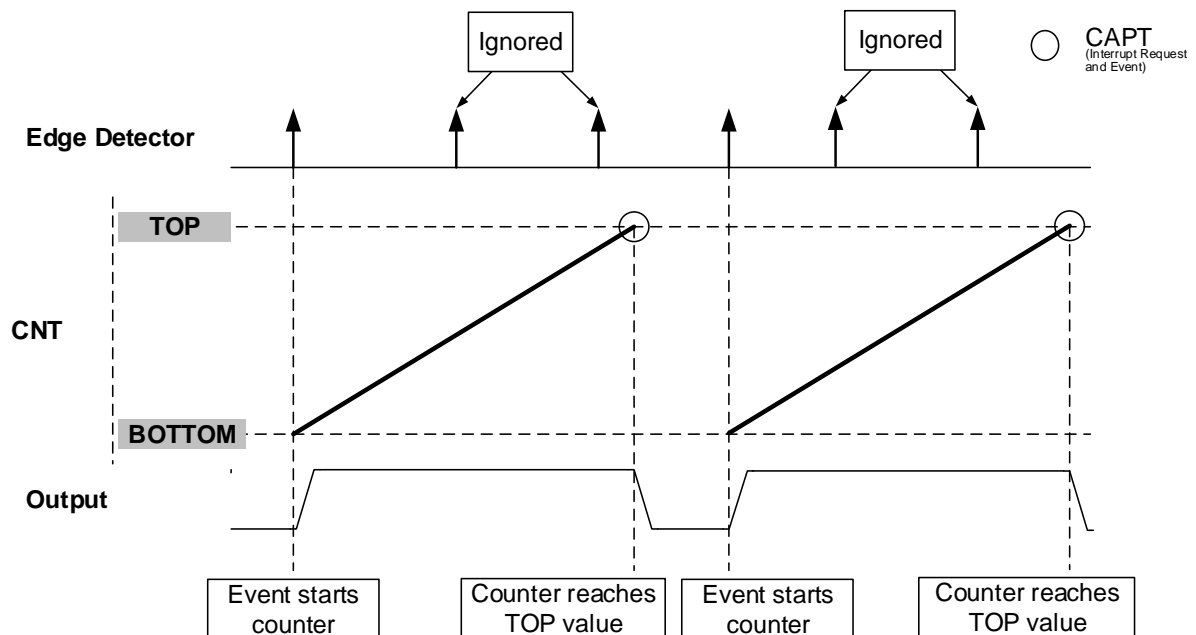 Ignored
Ignored
CAPT
(Interrupt Request
and Event)
Edge Detector
TOP
CNT
BOTTOM
Output
Event starts
counter
Counter reaches
TOP value
Event starts
counter
Counter reaches
TOP value